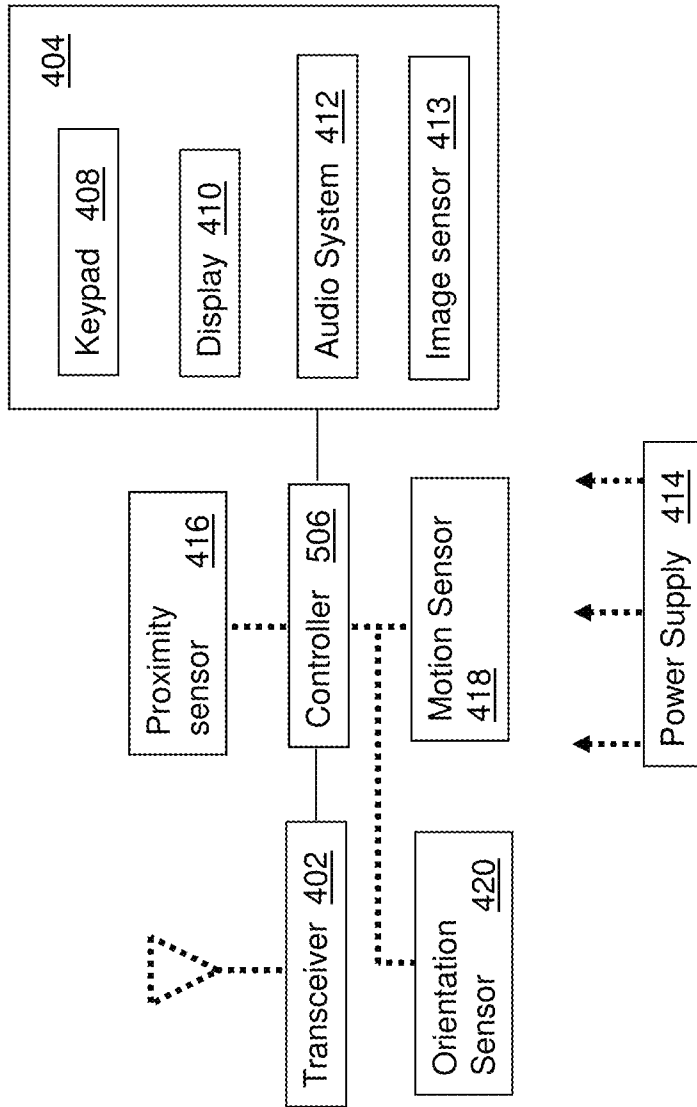 404
Keypad 408
Display 410
Audio System 412
Image sensor 413
Proximity
sensor 416
Transceiver 402
Controller 506
Orientation
Sensor 420
Motion Sensor
418
Power Supply 414